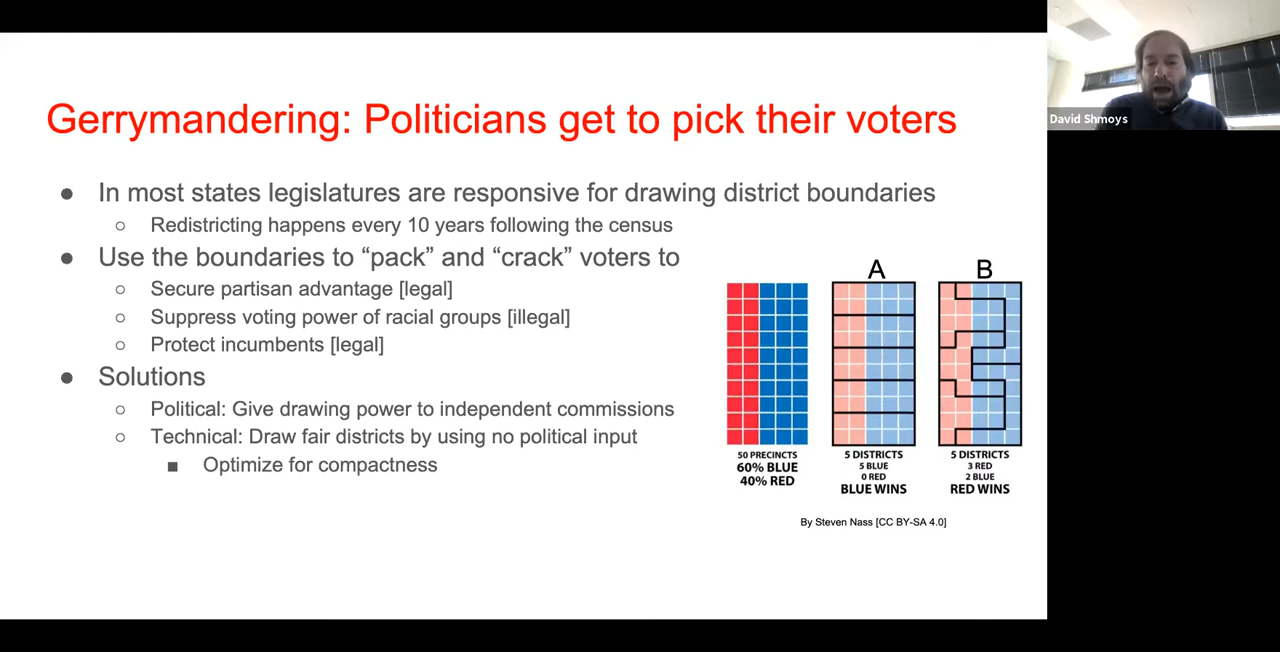 Gerrymandering: Politicians get to pick their voters
● In most states legislatures are responsive for drawing district boundaries
○ Redistricting happens every 10 years following the census
● Use the boundaries to “pack” and “crack” voters to
○ Secure partisan advantage [legal]
○ Suppress voting power of racial groups [illegal]
○ Protect incumbents [legal]
● Solutions
○ Political: Give drawing power to independent commissions
○ Technical: Draw fair districts by using no political input
■ Optimize for compactness
50 PRECINCTS
60% BLUE
40% RED
A
5 DISTRICTS
5 BLUE
0 RED
BLUE WINS
B
5 DISTRICTS
3 RED
2 BLUE
RED WINS
By Steven Nass [CC BY-SA 4.0]
David Shmoys